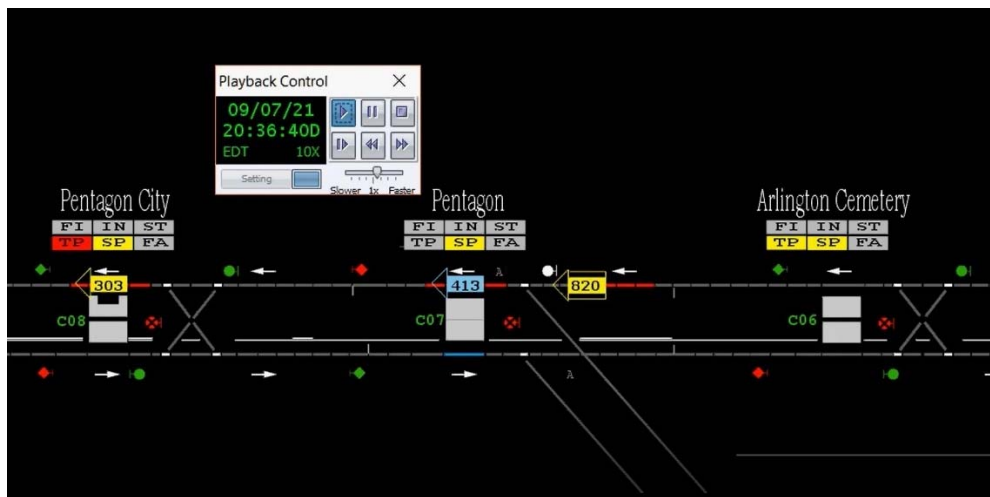 Playback Control
09/07/21
20:36:40D
EDT 10X
Setting
Slower 1x Faster
Pentagon City Pentagon Arlington Cemetery
FI IN ST FI IN ST FI IN ST
TP SP FA TP SP FA TP SP FA
A
303 413 820
C08 C07 C06
A